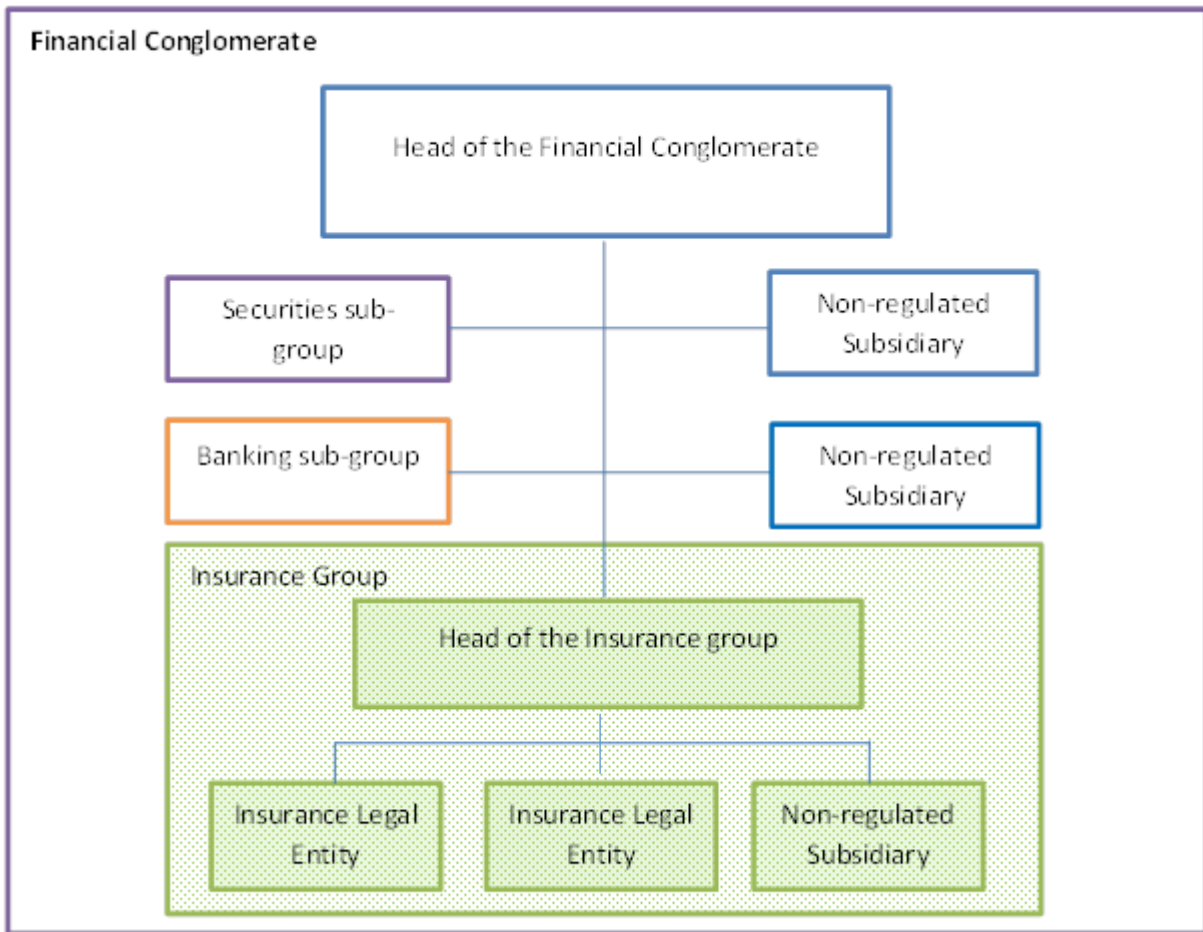 Financial Conglomerate
Head of the Financial Conglomerate
Securities sub-
group
Non-regulated
Subsidiary
Banking sub-group
Non-regulated
Subsidiary
Insurance Group
Head of the Insurance group
Insurance Legal
Entity
Insurance Legal
Entity
Non-regulated
Subsidiary